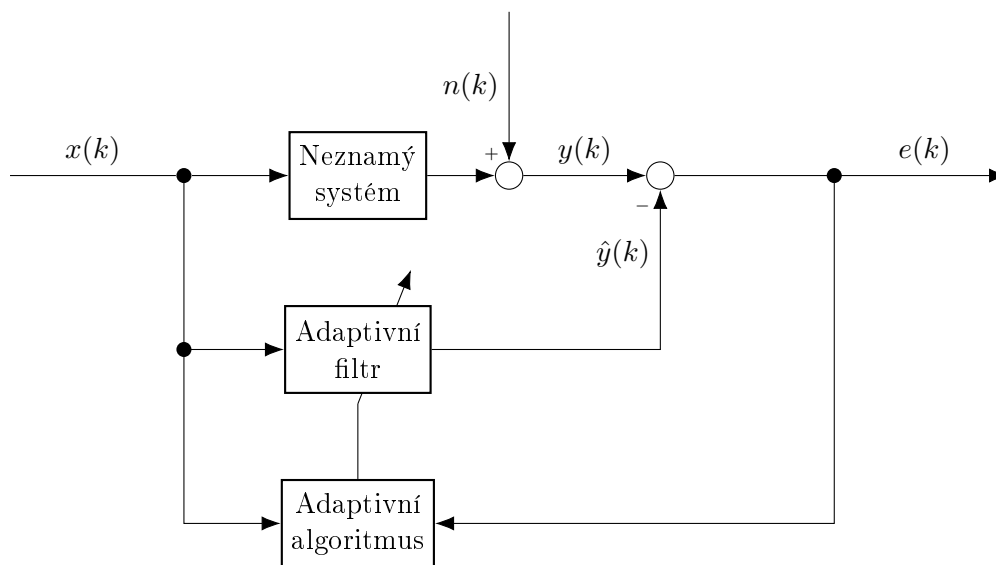 n(k)
x(k)
Neznamý
systém
+
y(k)
−
e(k)
ŷ(k)
Adaptivní
filtr
Adaptivní
algoritmus